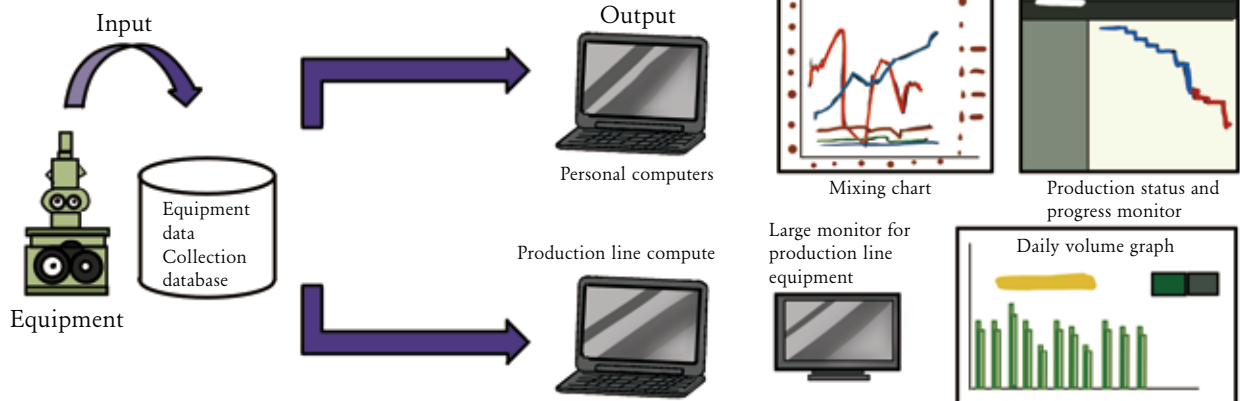 Input
Output
Equipment
data
Collection
database
Equipment
Personal computers
Mixing chart
Production status and
progress monitor
Production line compute
Large monitor for
production line
equipment
Daily volume graph